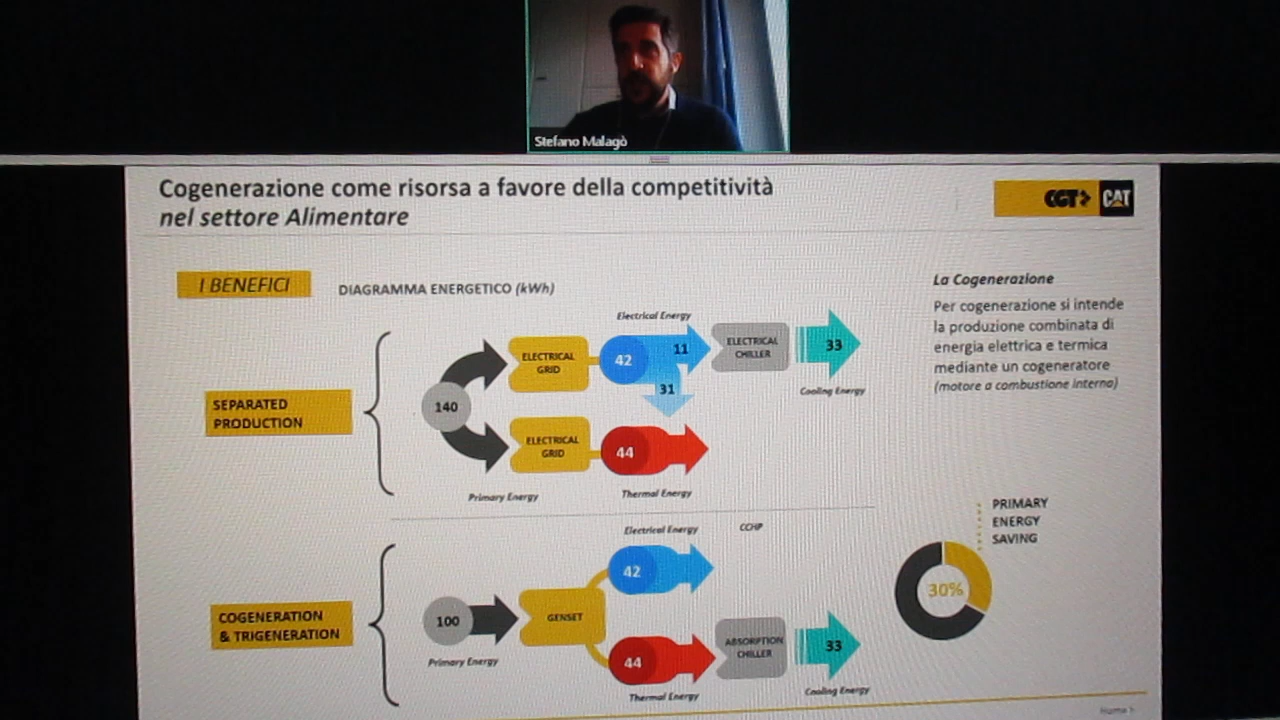 Stefano Malagò
Cogenerazione come risorsa a favore della competitività
nel settore Alimentare
CGT CAT
I BENEFICI
DIAGRAMMA ENERGETICO (kWh)
La Cogenerazione
Per cogenerazione si intende
la produzione combinata di
energia elettrica e termica
mediante un cogeneratore
(motore a combustione interna)
SEPARATED
PRODUCTION
140
Primary Energy
ELECTRICAL
GRID
Electrical Energy
42
11
31
ELECTRICAL
CHILLER
33
Cooling Energy
ELECTRICAL
GRID
44
Thermal Energy
COGENERATION
& TRIGENERATION
100
Primary Energy
GENSET
Electrical Energy
CCHP
42
44
Thermal Energy
ABSORPTION
CHILLER
33
Cooling Energy
PRIMARY
ENERGY
SAVING
30%